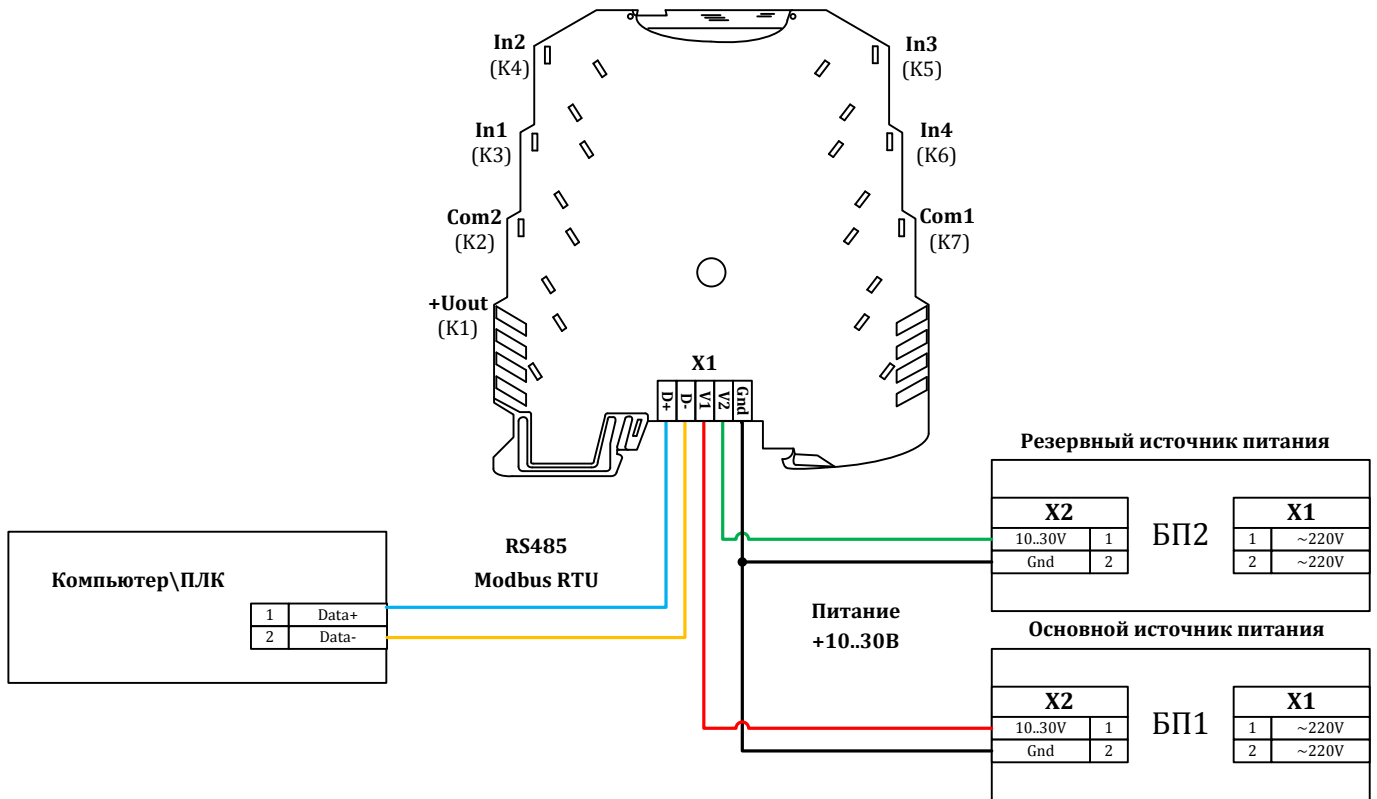 In2
(K4)
In3
(K5)
In1
(K3)
In4
(K6)
Com2
(K2)
Com1
(K7)
+Uout
(K1)
X1
D+
D-
V1
V2
Gnd
Резервный источник питания
X2
10..30V 1
Gnd 2
БП2
X1
1 ~220V
2 ~220V
Компьютер\ПЛК
1 Data+
2 Data-
RS485
Modbus RTU
Питание
+10..30В
Основной источник питания
X2
10..30V 1
Gnd 2
БП1
X1
1 ~220V
2 ~220V